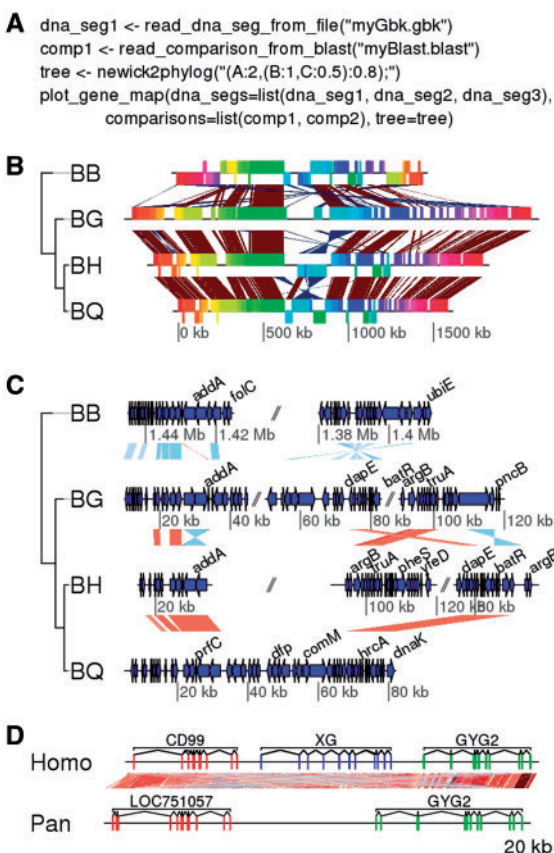 A
dna_seg1 <- read_dna_seg_from_file("myGbk.gbk")
comp1 <- read_comparison_from_blast("myBlast.blast")
tree <- newick2phylog("(A:2,(B:1,C:0.5):0.8);")
plot_gene_map(dna_segs=list(dna_seg1, dna_seg2, dna_seg3),
comparisons=list(comp1, comp2), tree=tree)
B
BB
BG
BH
BQ
0 kb 500 kb 1000 kb 1500 kb
C
addA folC ubiE
BB //
1.44 Mb 1.42 Mb 1.38 Mb 1.4 Mb
addA dapE batR argB truA pncB
BG // //
20 kb 40 kb 60 kb 80 kb 100 kb 120 kb
addA argB truA pheS yfeD dapE batR argB
BH // //
20 kb 100 kb 120 kb 80 kb
prfC dfp comM hrcA dnaK
BQ
20 kb 40 kb 60 kb 80 kb
D
CD99 XG GYG2
Homo
LOC751057 GYG2
Pan
20 kb